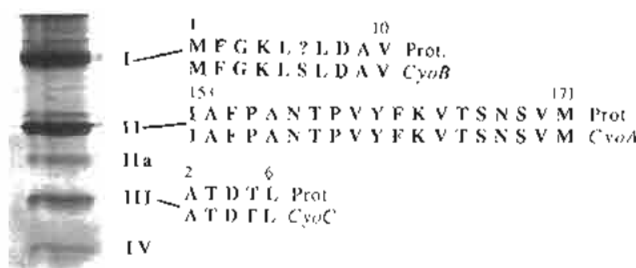 1 10
I M F G K L ? L D A V Prot.
M F G K L S L D A V CyoB
153 171
II I A F P A N T P V Y F K V T S N S V M Prot
I A F P A N T P V Y F K V T S N S V M CyoA
IIa
2 6
III A T D T L Prot
A T D T L CyoC
IV